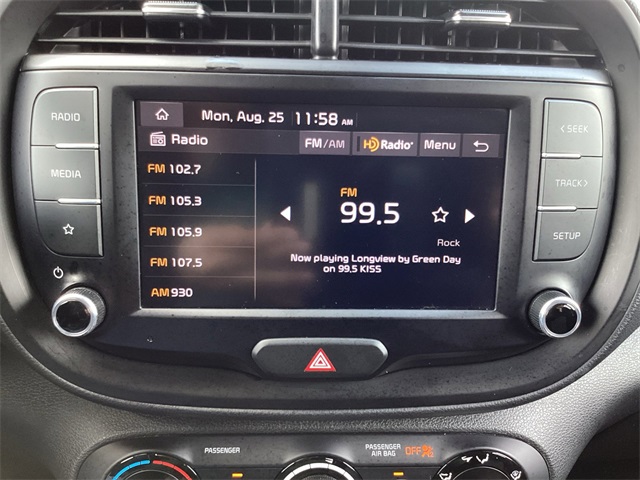 Mon, Aug. 25 11:58 AM
RADIO
Radio FM/AM HD Radio Menu
< SEEK
MEDIA
FM 102.7
FM 105.3
FM 105.9
FM 107.5
AM 930
FM
99.5
Rock
Now playing Longview by Green Day
on 99.5 KISS
TRACK >
SETUP
PASSENGER
PASSENGER
AIR BAG OFF